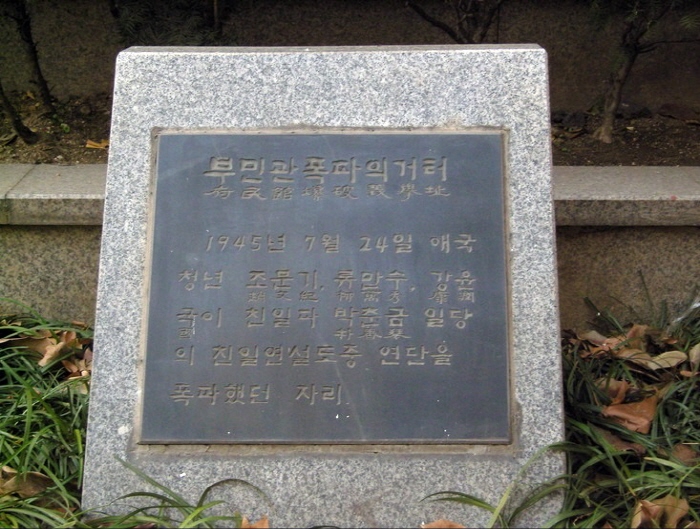 부민관폭파의거터
府民館爆破義擧址
1945년 7월 24일 애국
청년 조문기, 류만수, 강윤
趙文紀 柳萬秀 康潤
국이 친일파 박춘금 일당
國 朴春琴
의 친일연설도중 연단을
폭파했던 자리.